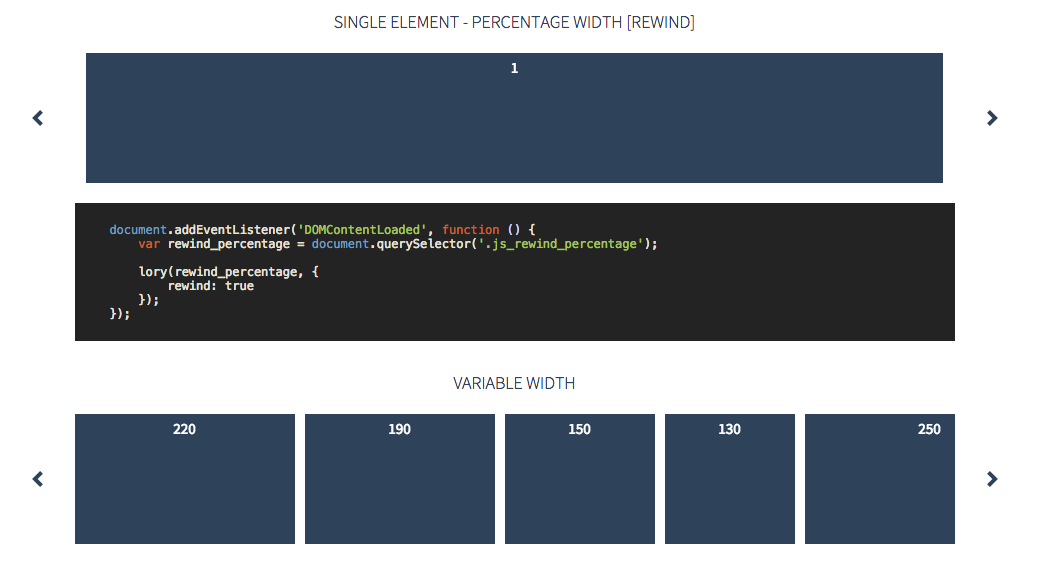 SINGLE ELEMENT - PERCENTAGE WIDTH [REWIND]
1
document.addEventListener('DOMContentLoaded', function () {
    var rewind_percentage = document.querySelector('.js_rewind_percentage');
    lory(rewind_percentage, {
        rewind: true
    });
});
VARIABLE WIDTH
220 190 150 130 250